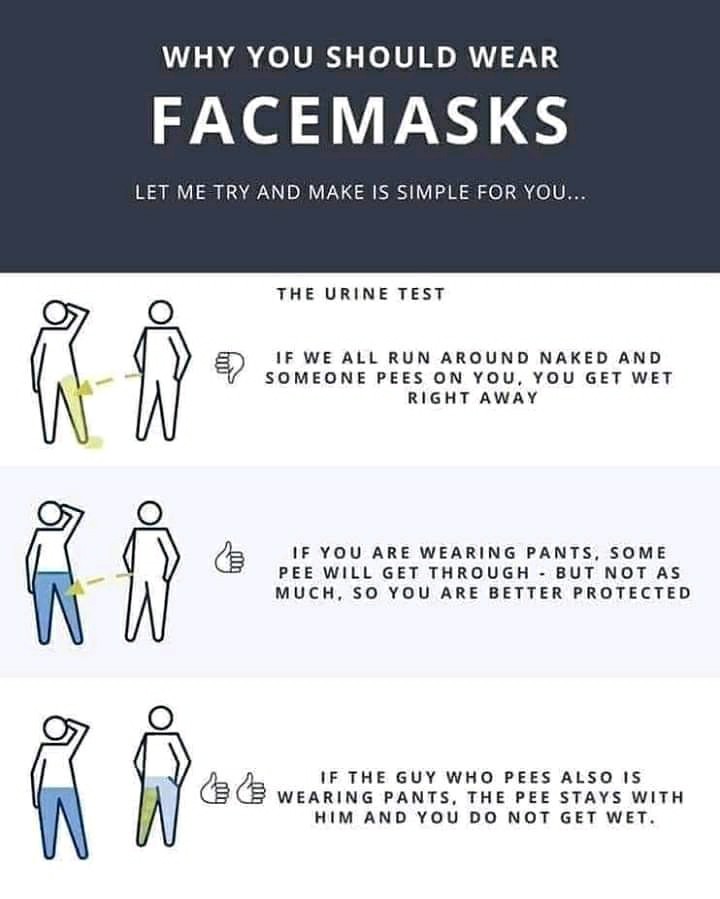 WHY YOU SHOULD WEAR
FACEMASKS
LET ME TRY AND MAKE IS SIMPLE FOR YOU...
THE URINE TEST
IF WE ALL RUN AROUND NAKED AND
SOMEONE PEES ON YOU, YOU GET WET
RIGHT AWAY
IF YOU ARE WEARING PANTS, SOME
PEE WILL GET THROUGH - BUT NOT AS
MUCH, SO YOU ARE BETTER PROTECTED
IF THE GUY WHO PEES ALSO IS
WEARING PANTS, THE PEE STAYS WITH
HIM AND YOU DO NOT GET WET.